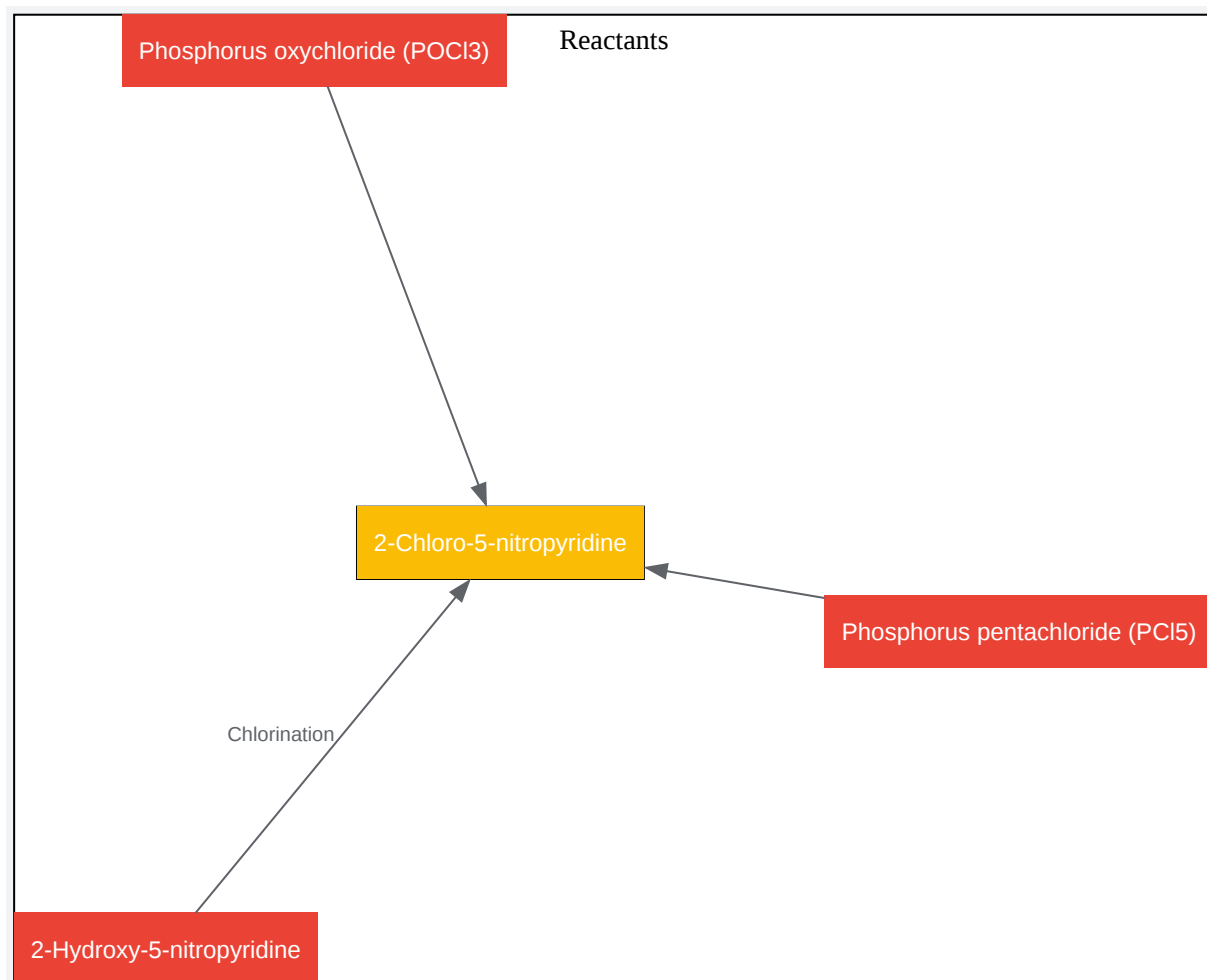 Phosphorus oxychloride (POCl3)
Reactants
2-Chloro-5-nitropyridine
Phosphorus pentachloride (PCl5)
Chlorination
2-Hydroxy-5-nitropyridine